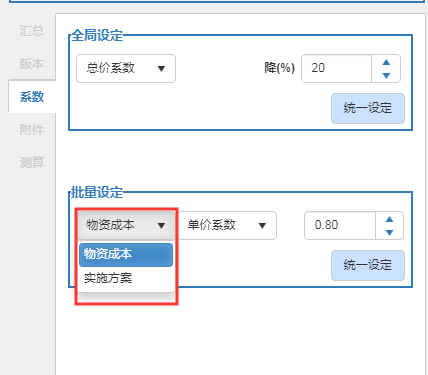 汇总
版本
系数
附件
测算
全局设定
总价系数 降(%) 20
统一设定
批量设定
物资成本 单价系数 0.80
物资成本
实施方案
统一设定